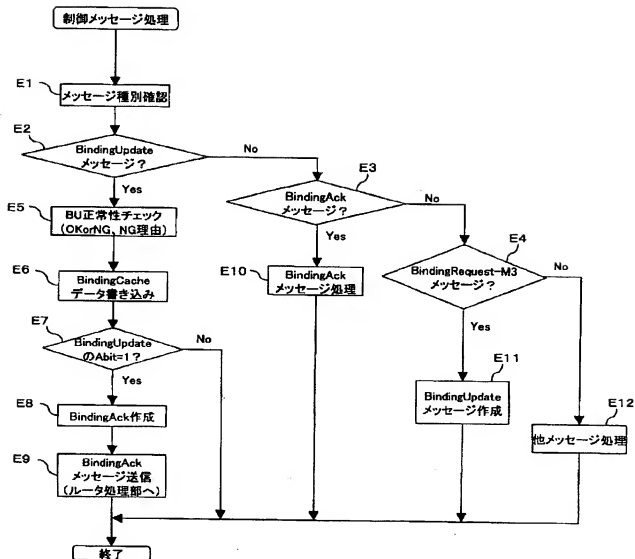 制御メッセージ処理
E1
メッセージ種別確認
E2
BindingUpdate
メッセージ？
No
Yes
E3
BindingAck
メッセージ？
No
Yes
E4
BindingRequest-M3
メッセージ？
No
Yes
E5
BU正常性チェック
(OKorNG、NG理由)
E6
BindingCache
データ書き込み
E7
BindingUpdate
のAbit=1？
No
Yes
E8
BindingAck作成
E9
BindingAck
メッセージ送信
(ルータ処理部へ)
E10
BindingAck
メッセージ処理
E11
BindingUpdate
メッセージ作成
E12
他メッセージ処理
終了